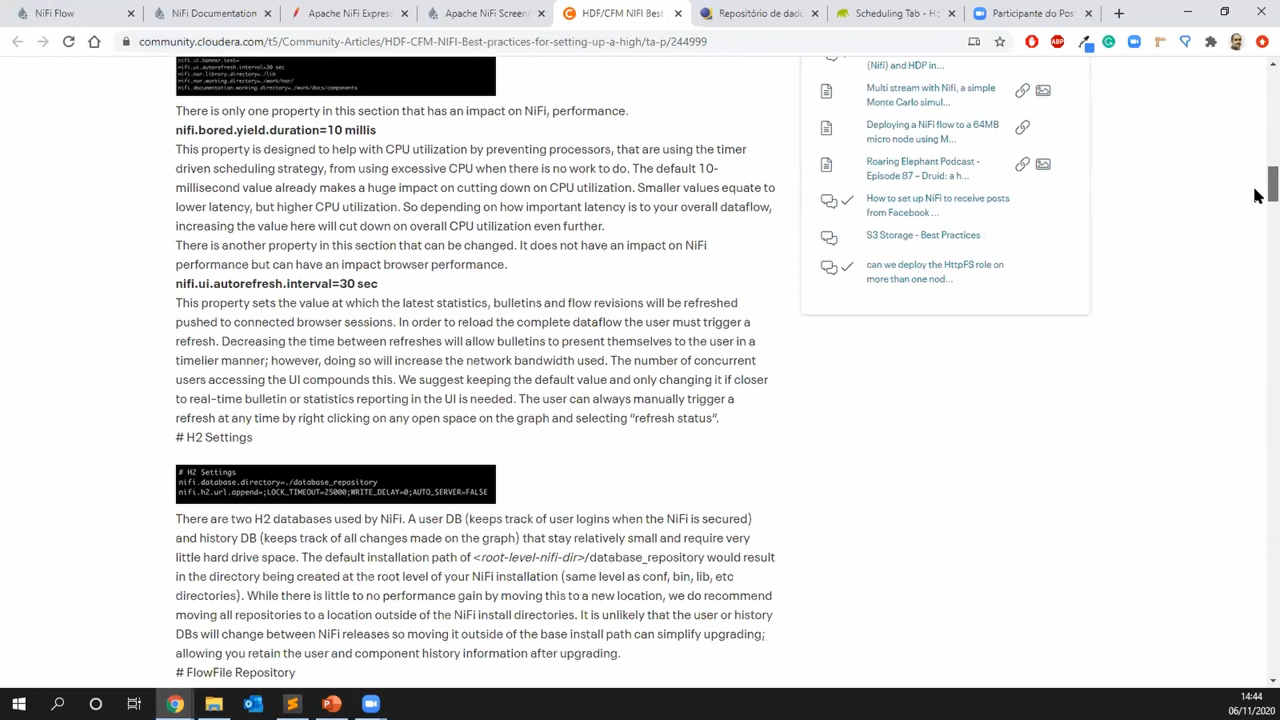 NiFi Flow
NiFi Documentation
Apache NiFi Expres
Apache NiFi Screen
HDF/CFM NIFI Best
Repositório de dado
Scheduling Tab - HS
Participante do Pos
community.cloudera.com/t5/Community-Articles/HDF-CFM-NIFI-Best-practices-for-setting-up-a-high/ta-p/244999
nifi.ui.banner.text=
nifi.ui.autorefresh.interval=30 sec
nifi.nar.library.directory=./lib
nifi.nar.working.directory=./work/nar/
nifi.documentation.working.directory=./work/docs/components
There is only one property in this section that has an impact on NiFi, performance.
nifi.bored.yield.duration=10 millis
This property is designed to help with CPU utilization by preventing processors, that are using the timer
driven scheduling strategy, from using excessive CPU when there is no work to do. The default 10-
millisecond value already makes a huge impact on cutting down on CPU utilization. Smaller values equate to
lower latency, but higher CPU utilization. So depending on how important latency is to your overall dataflow,
increasing the value here will cut down on overall CPU utilization even further.
There is another property in this section that can be changed. It does not have an impact on NiFi
performance but can have an impact browser performance.
nifi.ui.autorefresh.interval=30 sec
This property sets the value at which the latest statistics, bulletins and flow revisions will be refreshed
pushed to connected browser sessions. In order to reload the complete dataflow the user must trigger a
refresh. Decreasing the time between refreshes will allow bulletins to present themselves to the user in a
timelier manner; however, doing so will increase the network bandwidth used. The number of concurrent
users accessing the UI compounds this. We suggest keeping the default value and only changing it if closer
to real-time bulletin or statistics reporting in the UI is needed. The user can always manually trigger a
refresh at any time by right clicking on any open space on the graph and selecting “refresh status”.
# H2 Settings
# H2 Settings
nifi.database.directory=./database_repository
nifi.h2.url.append=;LOCK_TIMEOUT=25000;WRITE_DELAY=0;AUTO_SERVER=FALSE
There are two H2 databases used by NiFi. A user DB (keeps track of user logins when the NiFi is secured)
and history DB (keeps track of all changes made on the graph) that stay relatively small and require very
little hard drive space. The default installation path of <root-level-nifi-dir>/database_repository would result
in the directory being created at the root level of your NiFi installation (same level as conf, bin, lib, etc
directories). While there is little to no performance gain by moving this to a new location, we do recommend
moving all repositories to a location outside of the NiFi install directories. It is unlikely that the user or history
DBs will change between NiFi releases so moving it outside of the base install path can simplify upgrading;
allowing you retain the user and component history information after upgrading.
# FlowFile Repository
(Nifi) and HDP in...
Multi stream with Nifi, a simple
Monte Carlo simul...
Deploying a NiFi flow to a 64MB
micro node using M...
Roaring Elephant Podcast -
Episode 87 – Druid: a h...
How to set up NiFi to receive posts
from Facebook ...
S3 Storage - Best Practices
can we deploy the HttpFS role on
more than one nod...
ABP
14:44
06/11/2020